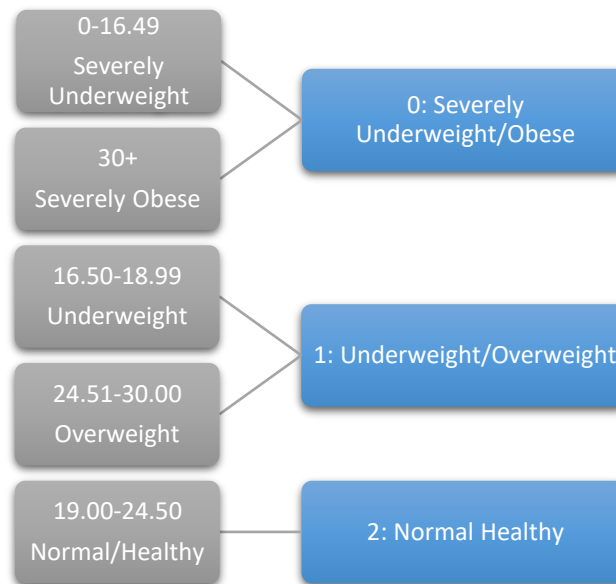 0-16.49
Severely
Underweight
30+
Severely Obese
0: Severely
Underweight/Obese
16.50-18.99
Underweight
24.51-30.00
Overweight
1: Underweight/Overweight
19.00-24.50
Normal/Healthy
2: Normal Healthy